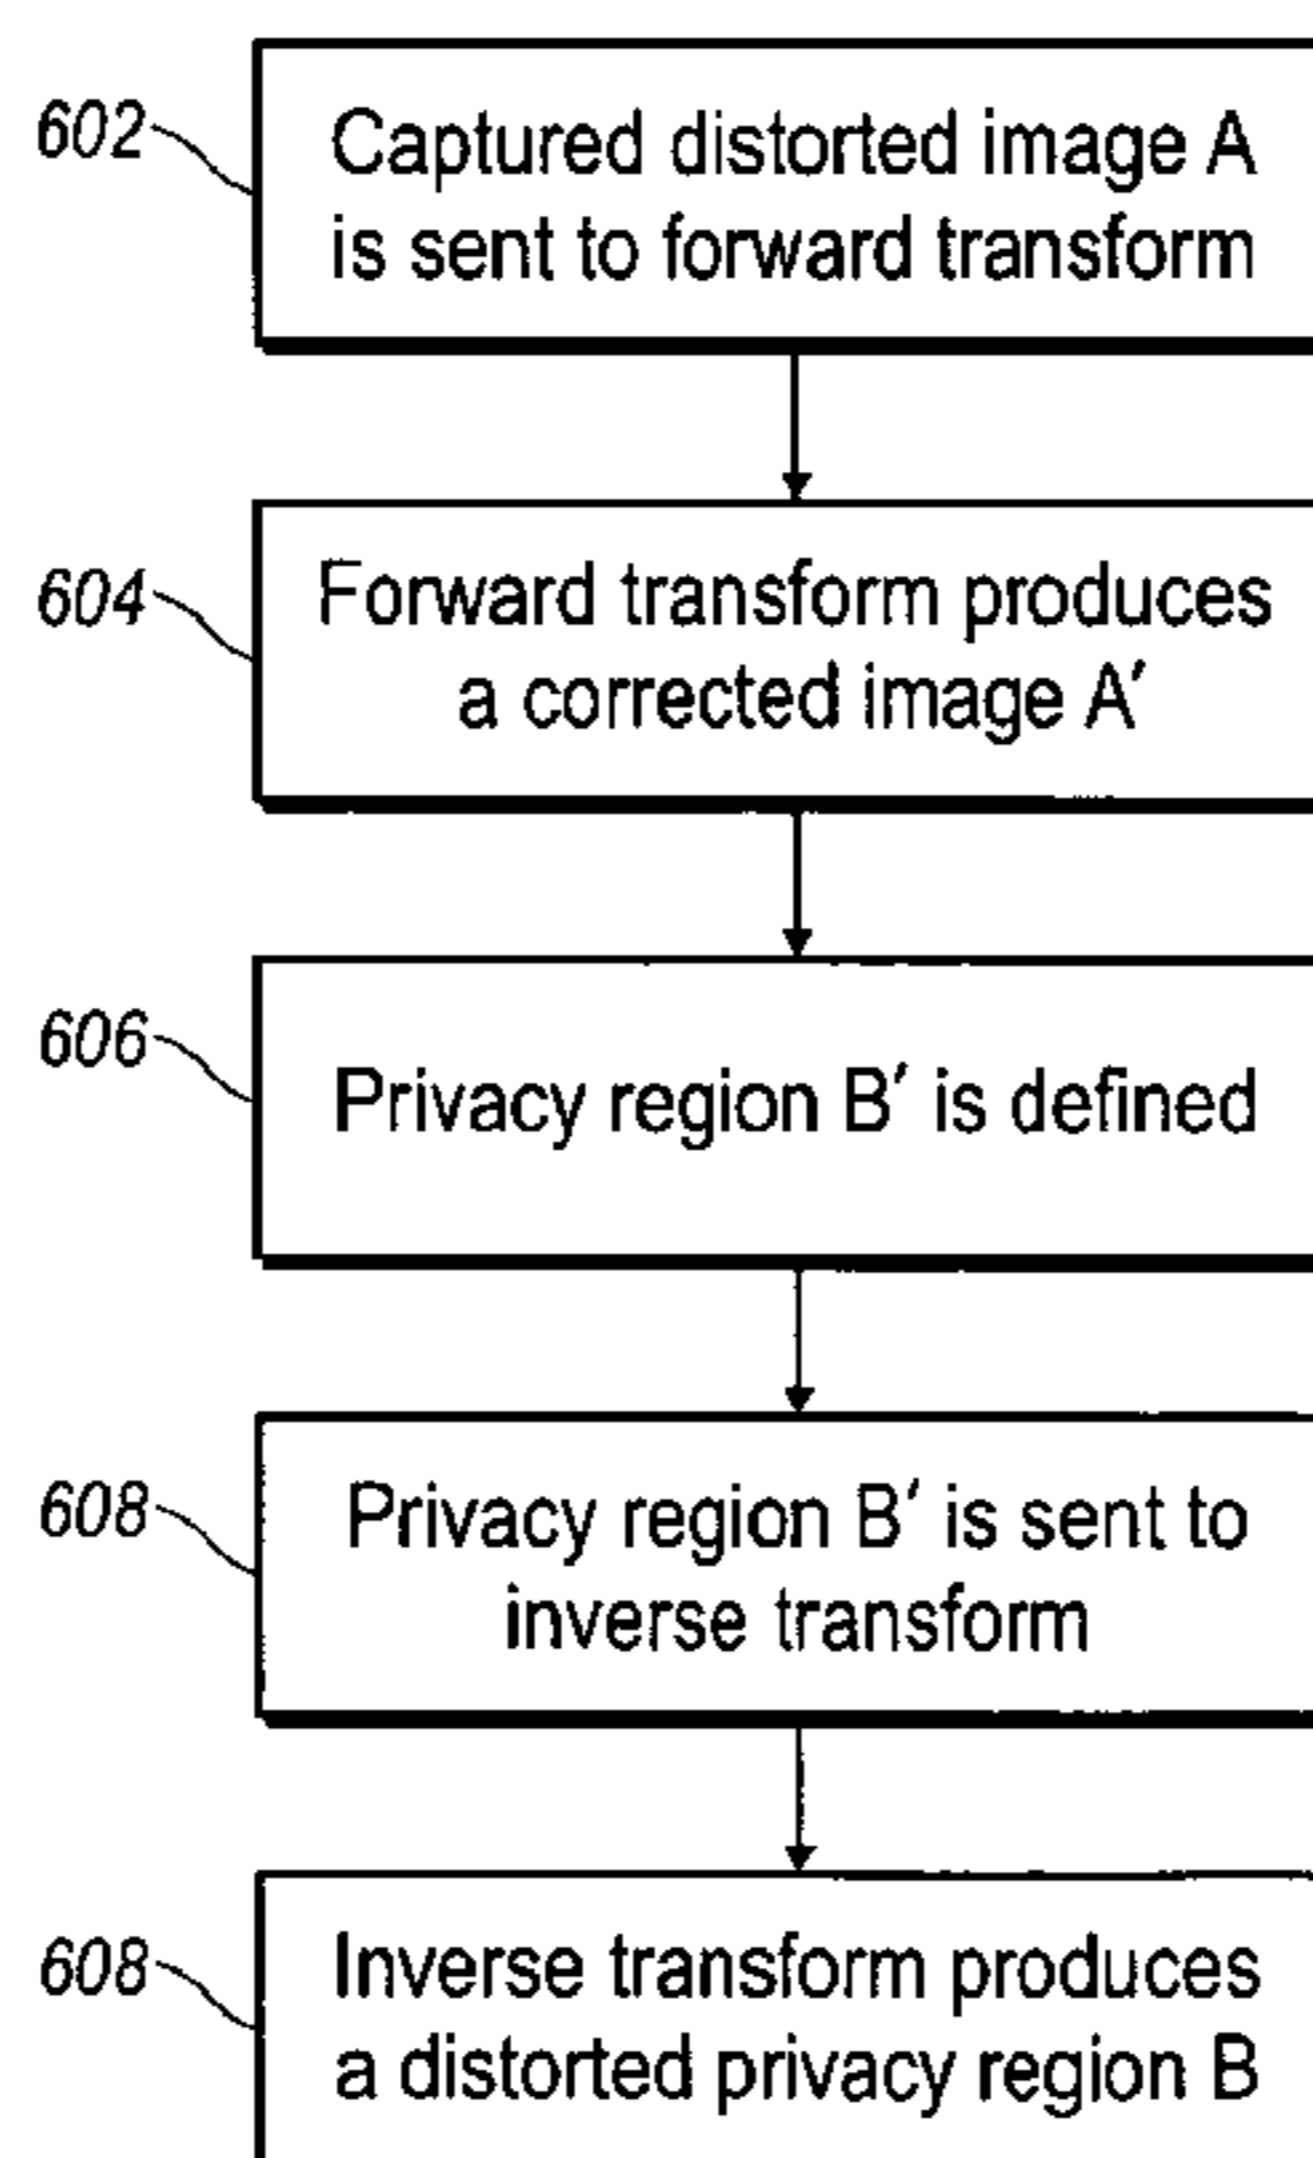 602
Captured distorted image A
is sent to forward transform
604
Forward transform produces
a corrected image A′
606
Privacy region B′ is defined
608
Privacy region B′ is sent to
inverse transform
608
Inverse transform produces
a distorted privacy region B